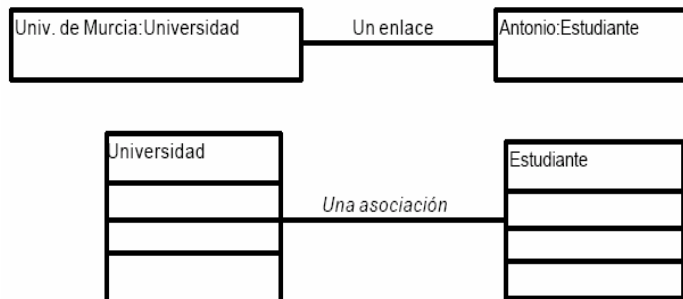 Univ. de Murcia:Universidad
Un enlace
Antonio:Estudiante
Universidad
Estudiante
Una asociación